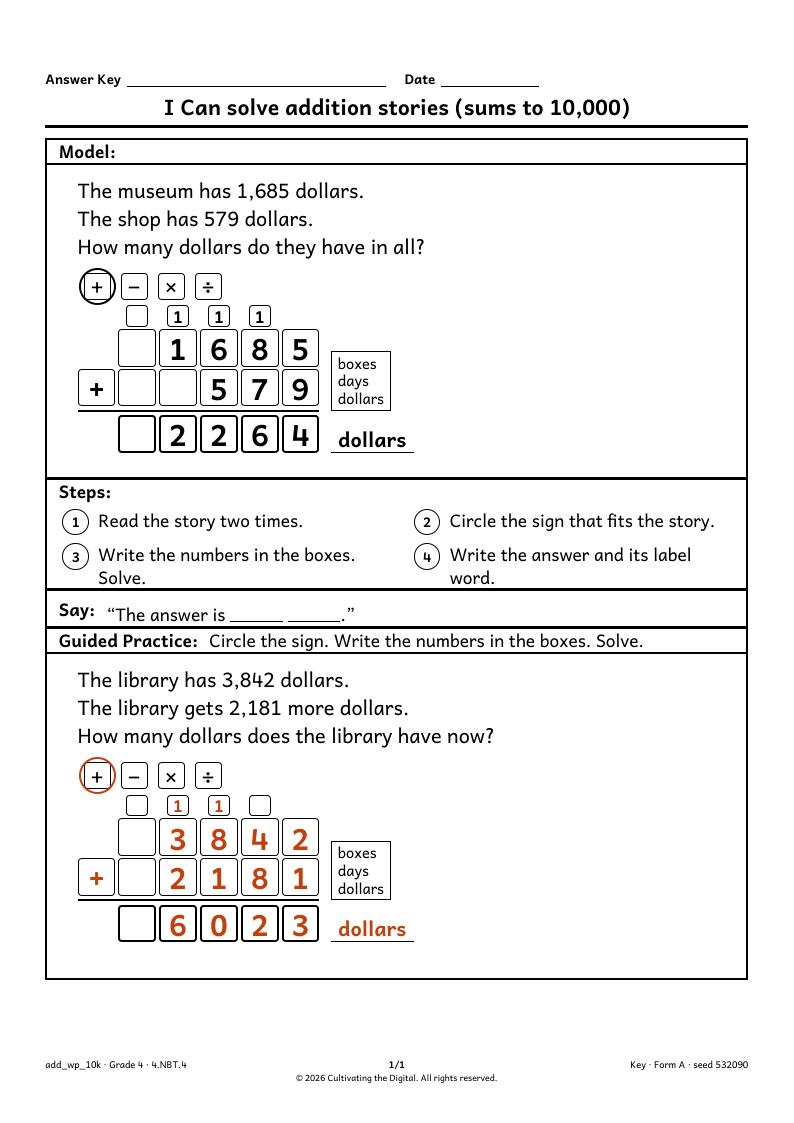 Answer Key ____________ Date ____________
I Can solve addition stories (sums to 10,000)
Model:
The museum has 1,685 dollars.
The shop has 579 dollars.
How many dollars do they have in all?
+ − × ÷
1 1 1
1 6 8 5
+ 5 7 9
boxes
days
dollars
2 2 6 4 dollars
Steps:
1 Read the story two times.
2 Circle the sign that fits the story.
3 Write the numbers in the boxes.
Solve.
4 Write the answer and its label
word.
Say: “The answer is ______ ______.”
Guided Practice: Circle the sign. Write the numbers in the boxes. Solve.
The library has 3,842 dollars.
The library gets 2,181 more dollars.
How many dollars does the library have now?
+ − × ÷
1 1
3 8 4 2
+ 2 1 8 1
boxes
days
dollars
6 0 2 3 dollars
add_wp_10k · Grade 4 · 4.NBT.4
1/1
Key · Form A · seed 532090
© 2026 Cultivating the Digital. All rights reserved.